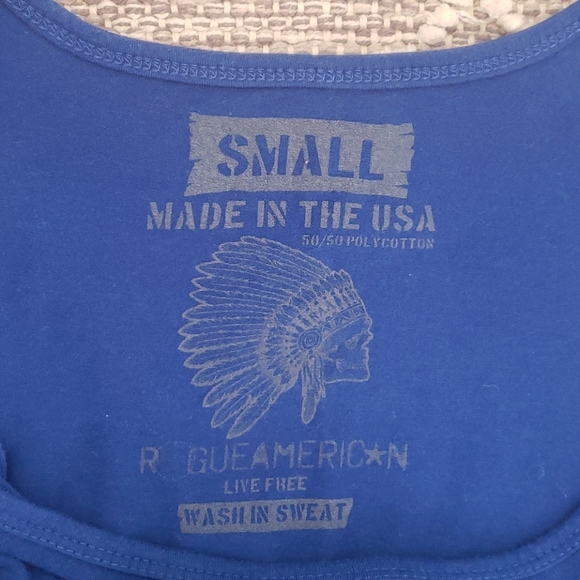 SMALL
MADE IN THE USA
50/50 POLYCOTTON
R GUEAMERIC★N
LIVE FREE
WASH IN SWEAT